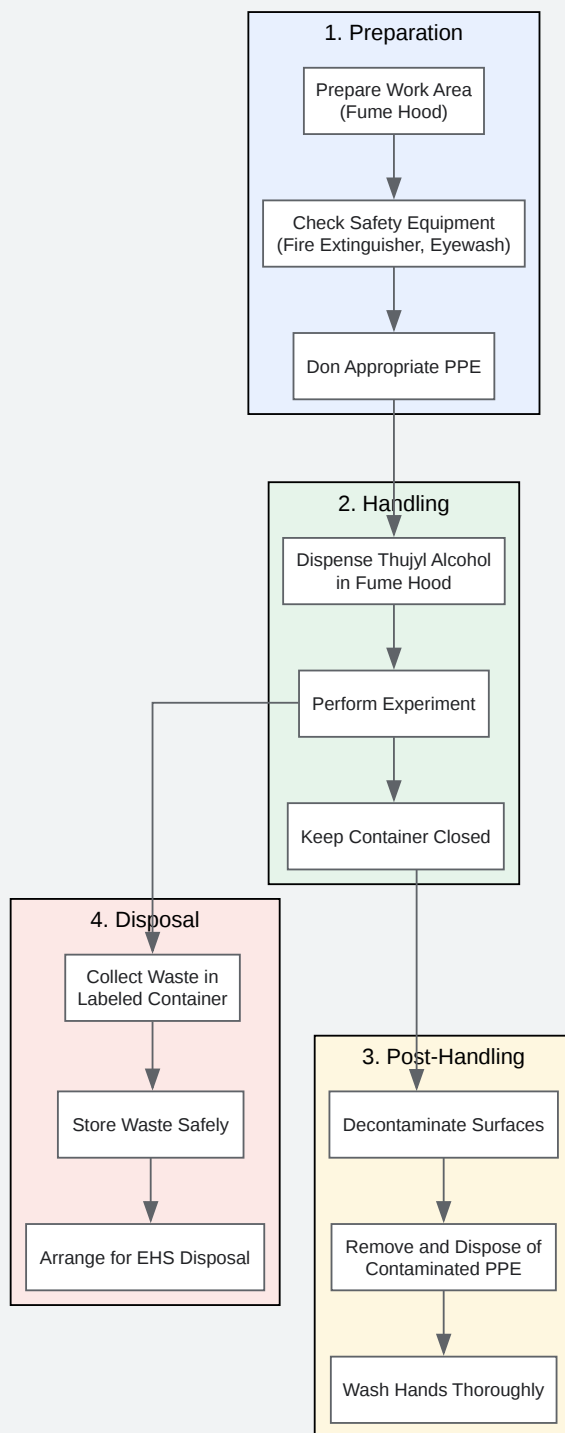 1. Preparation
Prepare Work Area
(Fume Hood)
Check Safety Equipment
(Fire Extinguisher, Eyewash)
Don Appropriate PPE
2. Handling
Dispense Thujyl Alcohol
in Fume Hood
Perform Experiment
Keep Container Closed
4. Disposal
Collect Waste in
Labeled Container
Store Waste Safely
Arrange for EHS Disposal
3. Post-Handling
Decontaminate Surfaces
Remove and Dispose of
Contaminated PPE
Wash Hands Thoroughly